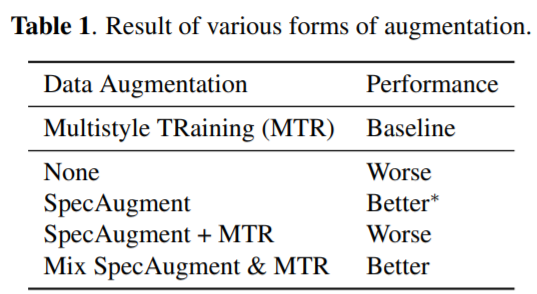 Table 1. Result of various forms of augmentation.
Data Augmentation Performance
Multistyle TRaining (MTR) Baseline
None Worse
SpecAugment Better*
SpecAugment + MTR Worse
Mix SpecAugment & MTR Better